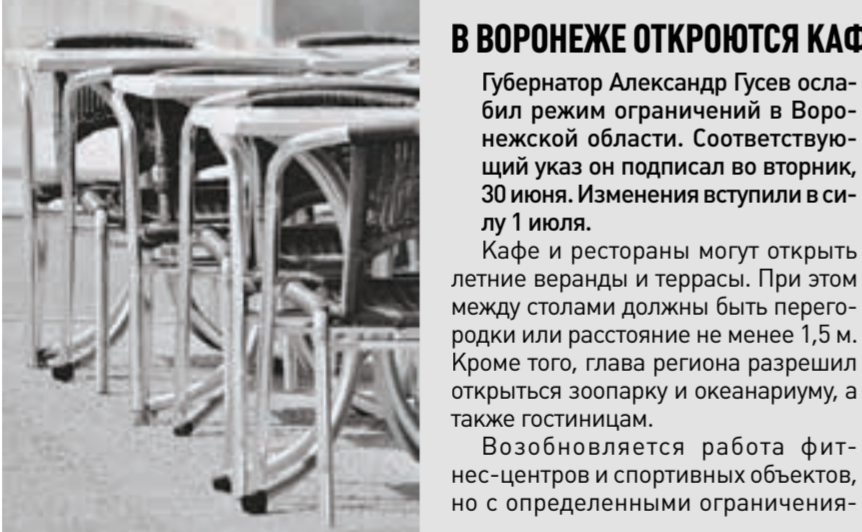 В ВОРОНЕЖЕ ОТКРОЮТСЯ
Губернатор Александр Гусев осла-
бил режим ограничений в Воро-
нежской области. Соответствую-
щий указ он подписал во вторник,
30 июня. Изменения вступили в си-
лу 1 июля.
Кафе и рестораны могут открыть
летние веранды и террасы. При этом
между столами должны быть перего-
родки или расстояние не менее 1,5 м.
Кроме того, глава региона разрешил
открыться зоопарку и океанариуму, а
также гостиницам.
Возобновляется работа фит-
нес-центров и спортивных объектов,
но с определенными ограничения-